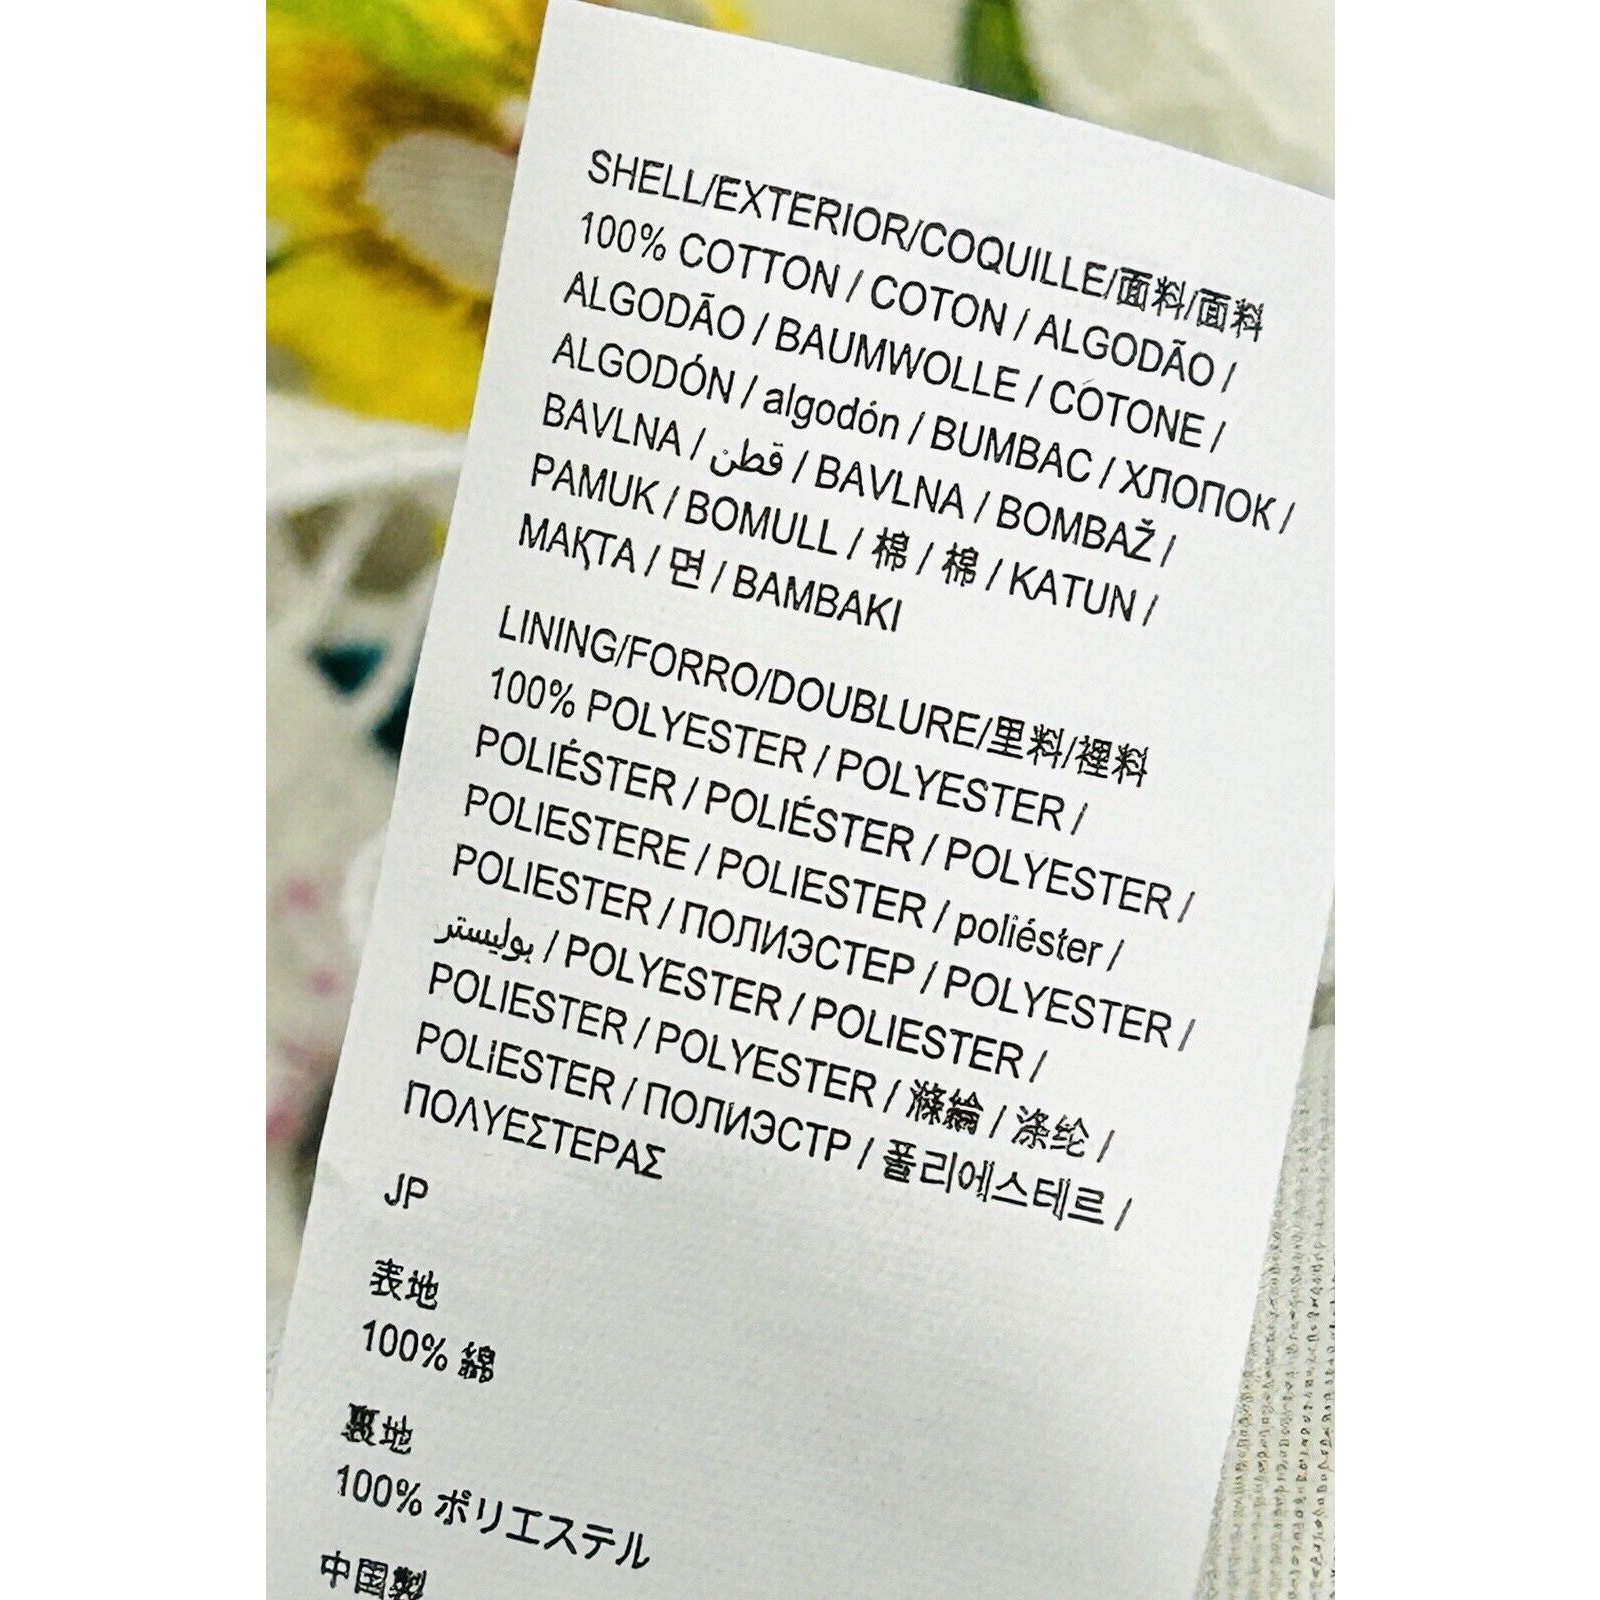 SHELL/EXTERIOR/COQUILLE/面料/面料
100% COTTON / COTON / ALGODÃO /
ALGODÃO / BAUMWOLLE / COTONE /
ALGODÓN / algodón / BUMBAC / ХЛОПОК /
BAVLNA / قطن / BAVLNA / BOMBAŽ /
PAMUK / BOMULL / 棉 / 棉 / KATUN /
МАҚТА / 면 / BAMBAKI
LINING/FORRO/DOUBLURE/里料/裡料
100% POLYESTER / POLYESTER /
POLIÉSTER / POLIÉSTER / POLYESTER /
POLIESTERE / POLIESTER / poliéster /
POLIESTER / ПОЛИЭСТЕР / POLYESTER /
بوليستر / POLYESTER / POLIESTER /
POLIESTER / POLYESTER / 滌綸 / 涤纶 /
POLİESTER / ПОЛИЭСТР / 폴리에스테르 /
ΠΟΛΥΕΣΤΕΡΑΣ
JP
表地
100% 綿
裏地
100% ポリエステル
中国製